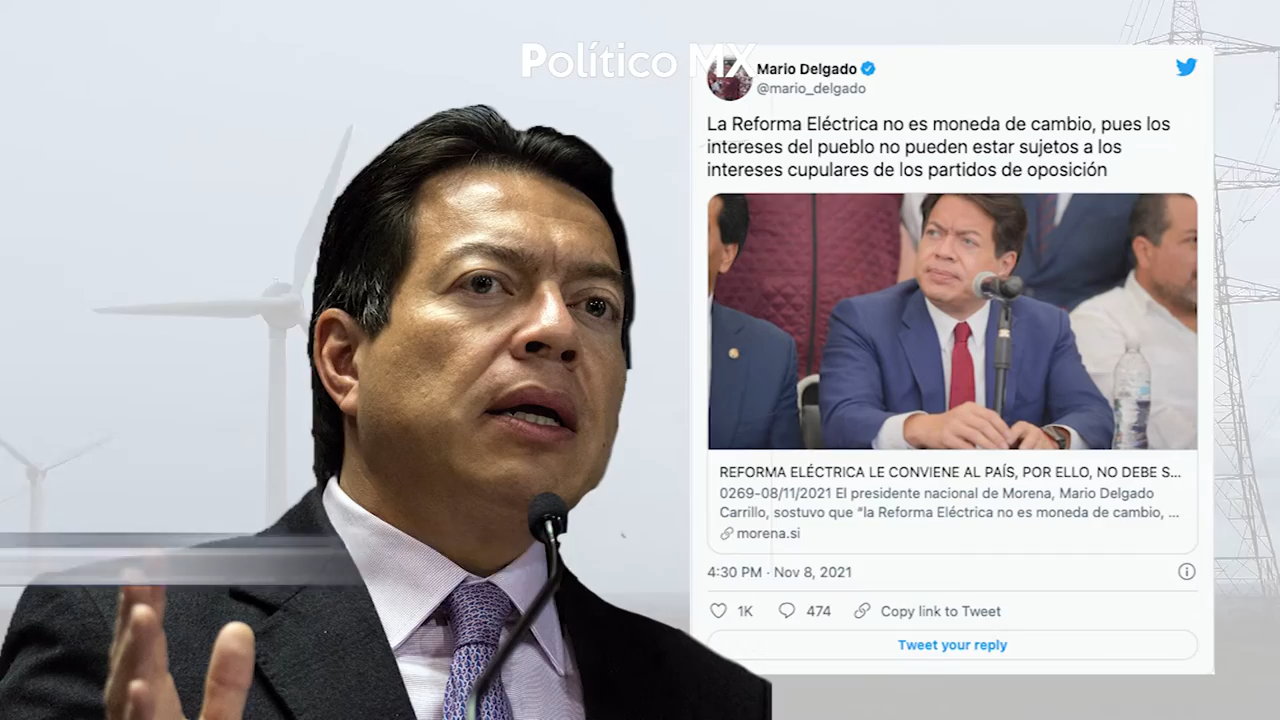 Político MX
Mario Delgado
@mario_delgado
La Reforma Eléctrica no es moneda de cambio, pues los
intereses del pueblo no pueden estar sujetos a los
intereses cupulares de los partidos de oposición
REFORMA ELÉCTRICA LE CONVIENE AL PAÍS, POR ELLO, NO DEBE S...
0269-08/11/2021 El presidente nacional de Morena, Mario Delgado
Carrillo, sostuvo que “la Reforma Eléctrica no es moneda de cambio, ...
morena.si
4:30 PM · Nov 8, 2021
1K 474 Copy link to Tweet
Tweet your reply